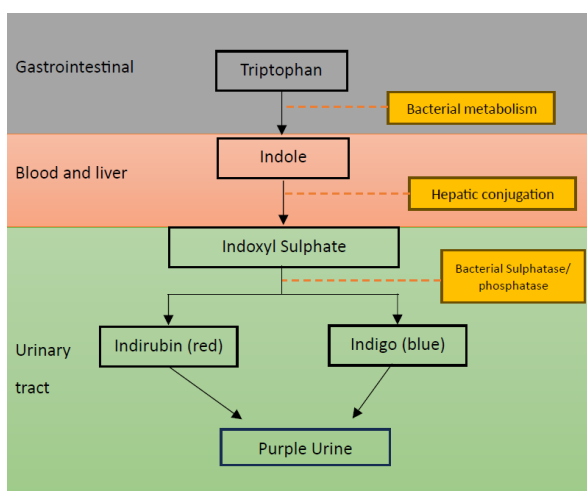 Gastrointestinal
Triptophan
Bacterial metabolism
Blood and liver
Indole
Hepatic conjugation
Indoxyl Sulphate
Bacterial Sulphatase/
phosphatase
Urinary
tract
Indirubin (red)
Indigo (blue)
Purple Urine